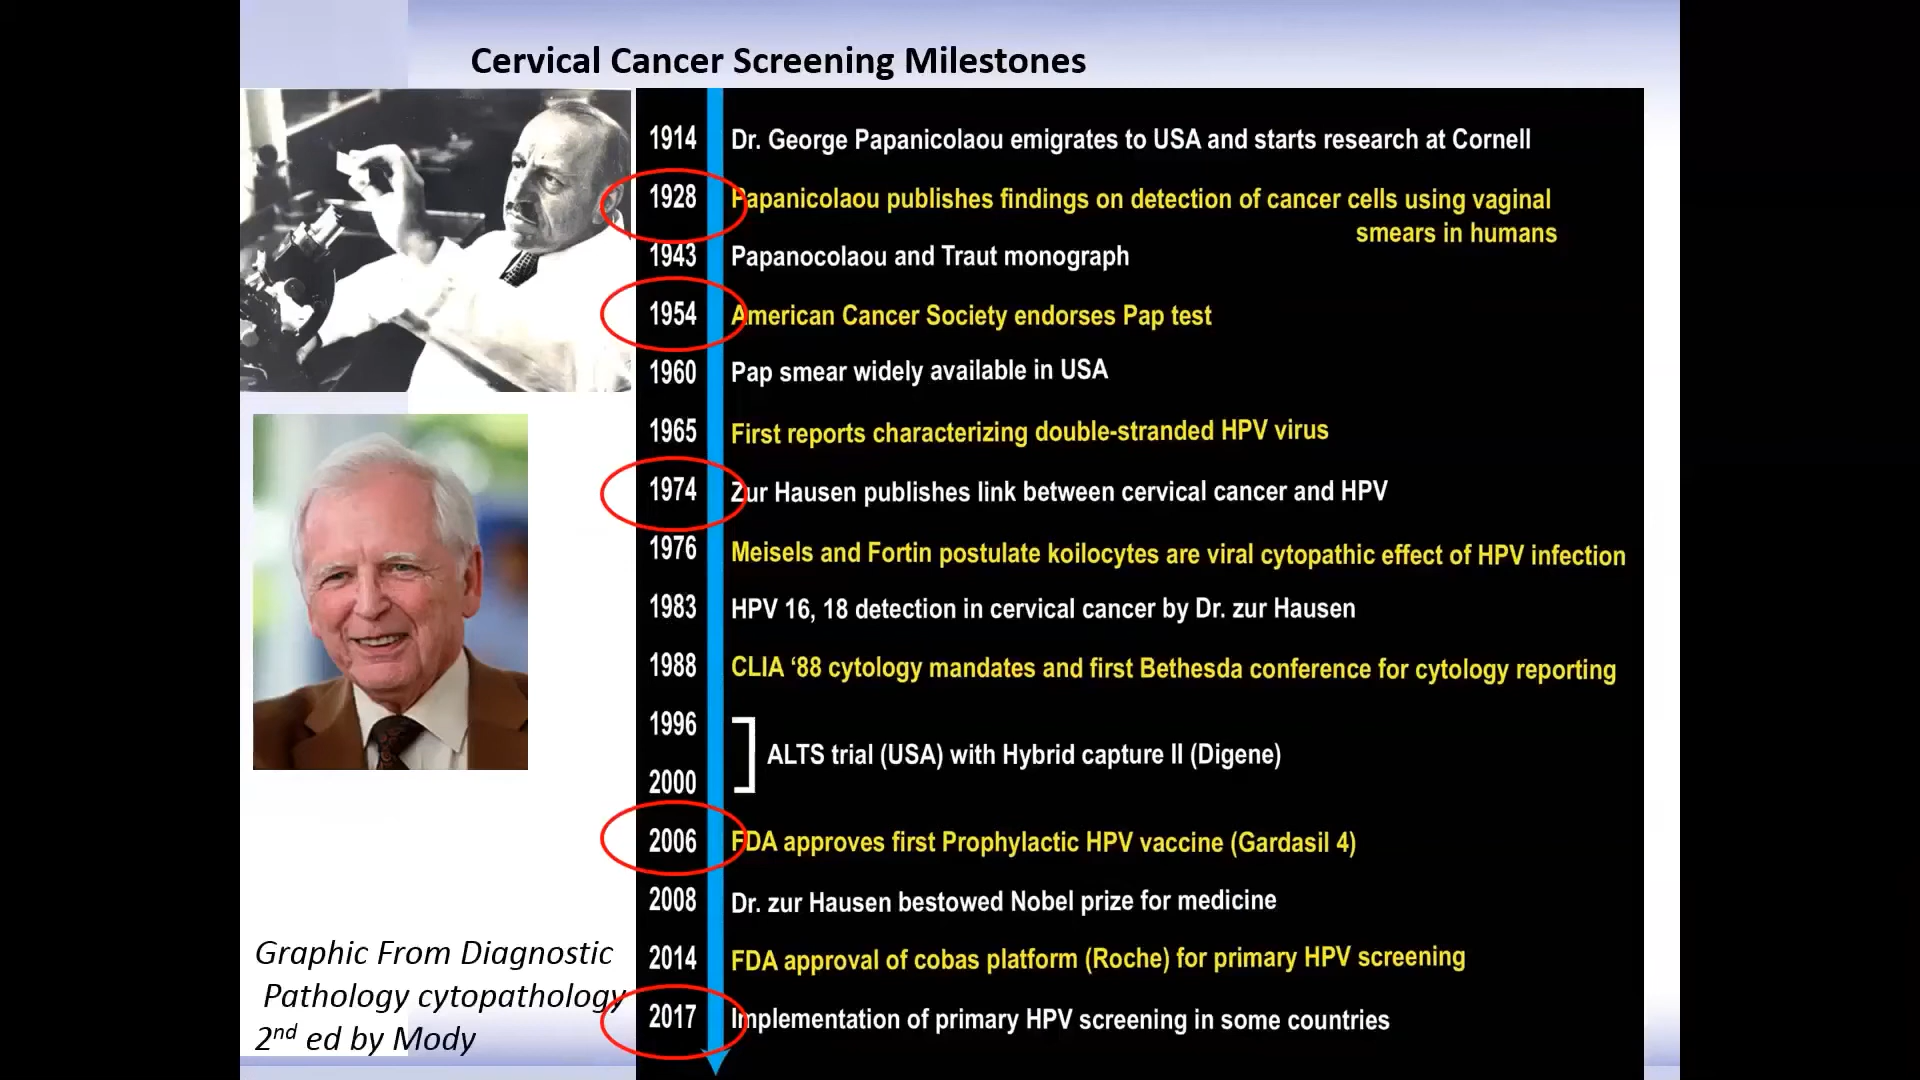 Cervical Cancer Screening Milestones
1914 Dr. George Papanicolaou emigrates to USA and starts research at Cornell
1928 Papanicolaou publishes findings on detection of cancer cells using vaginal
smears in humans
1943 Papanocolaou and Traut monograph
1954 American Cancer Society endorses Pap test
1960 Pap smear widely available in USA
1965 First reports characterizing double-stranded HPV virus
1974 Zur Hausen publishes link between cervical cancer and HPV
1976 Meisels and Fortin postulate koilocytes are viral cytopathic effect of HPV infection
1983 HPV 16, 18 detection in cervical cancer by Dr. zur Hausen
1988 CLIA ‘88 cytology mandates and first Bethesda conference for cytology reporting
1996
ALTS trial (USA) with Hybrid capture II (Digene)
2000
2006 FDA approves first Prophylactic HPV vaccine (Gardasil 4)
2008 Dr. zur Hausen bestowed Nobel prize for medicine
2014 FDA approval of cobas platform (Roche) for primary HPV screening
2017 Implementation of primary HPV screening in some countries
Graphic From Diagnostic
Pathology cytopathology
2nd ed by Mody